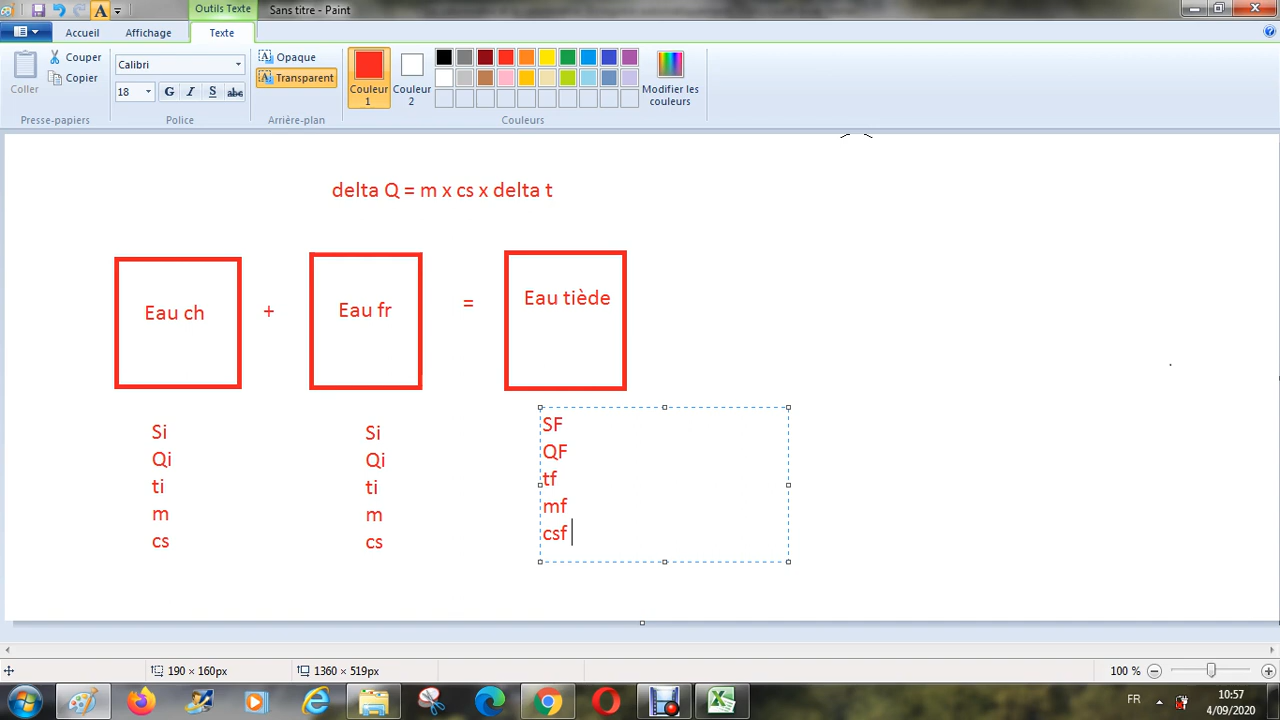 Outils Texte
Sans titre - Paint
Accueil
Affichage
Texte
Coller
Couper
Copier
Presse-papiers
Calibri
18
G I S abc
Police
Opaque
Transparent
Arrière-plan
Couleur 1
Couleur 2
Modifier les couleurs
Couleurs
delta Q = m x cs x delta t
Eau ch
+
Eau fr
=
Eau tiède
Si
Qi
ti
m
cs
Si
Qi
ti
m
cs
SF
QF
tf
mf
csf
190 × 160px
1360 × 519px
100 %
FR
10:57
4/09/2020